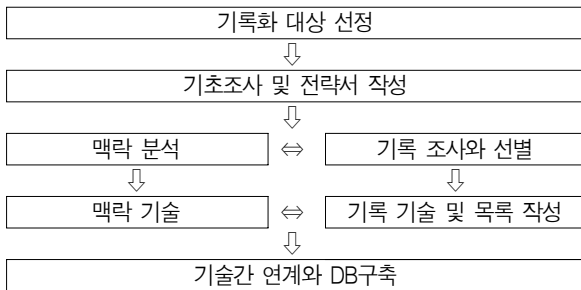 기록화 대상 선정
⇩
기초조사 및 전략서 작성
⇩
맥락 분석 ⇔ 기록 조사와 선별
⇩ ⇩
맥락 기술 ⇔ 기록 기술 및 목록 작성
⇩
기술간 연계와 DB구축